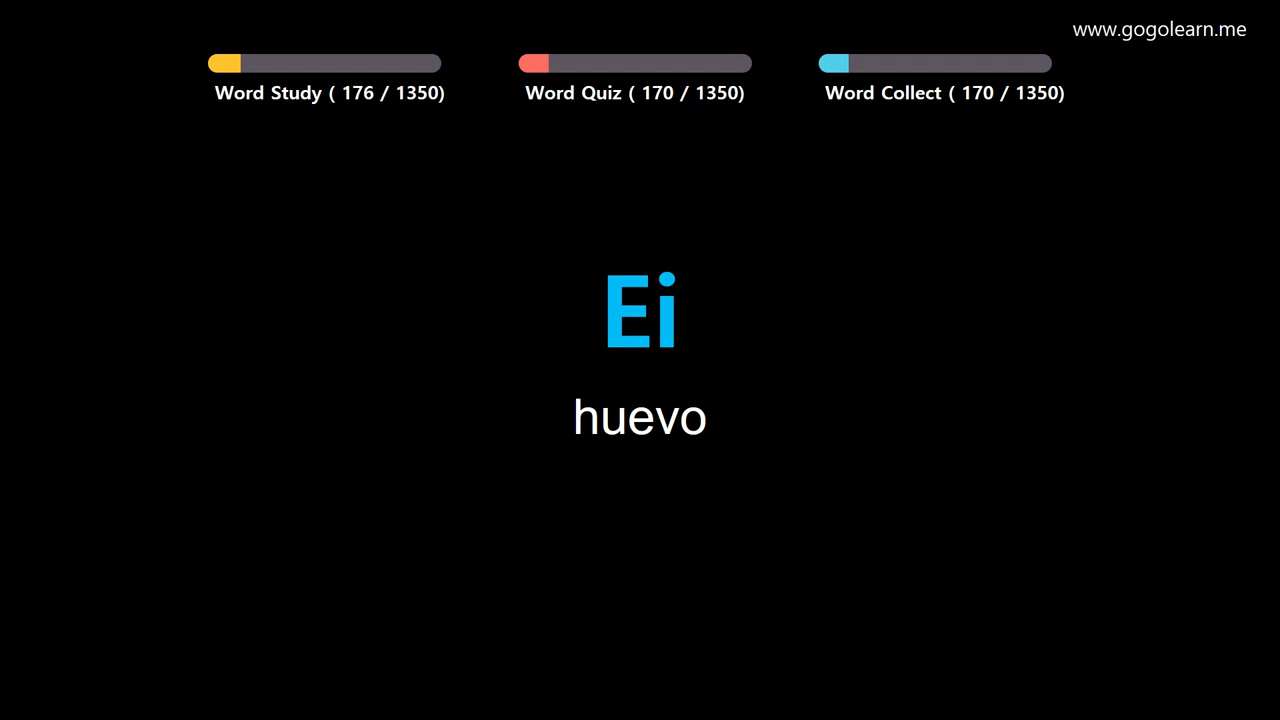 www.gogolearn.me
Word Study ( 176 / 1350)
Word Quiz ( 170 / 1350)
Word Collect ( 170 / 1350)
Ei
huevo